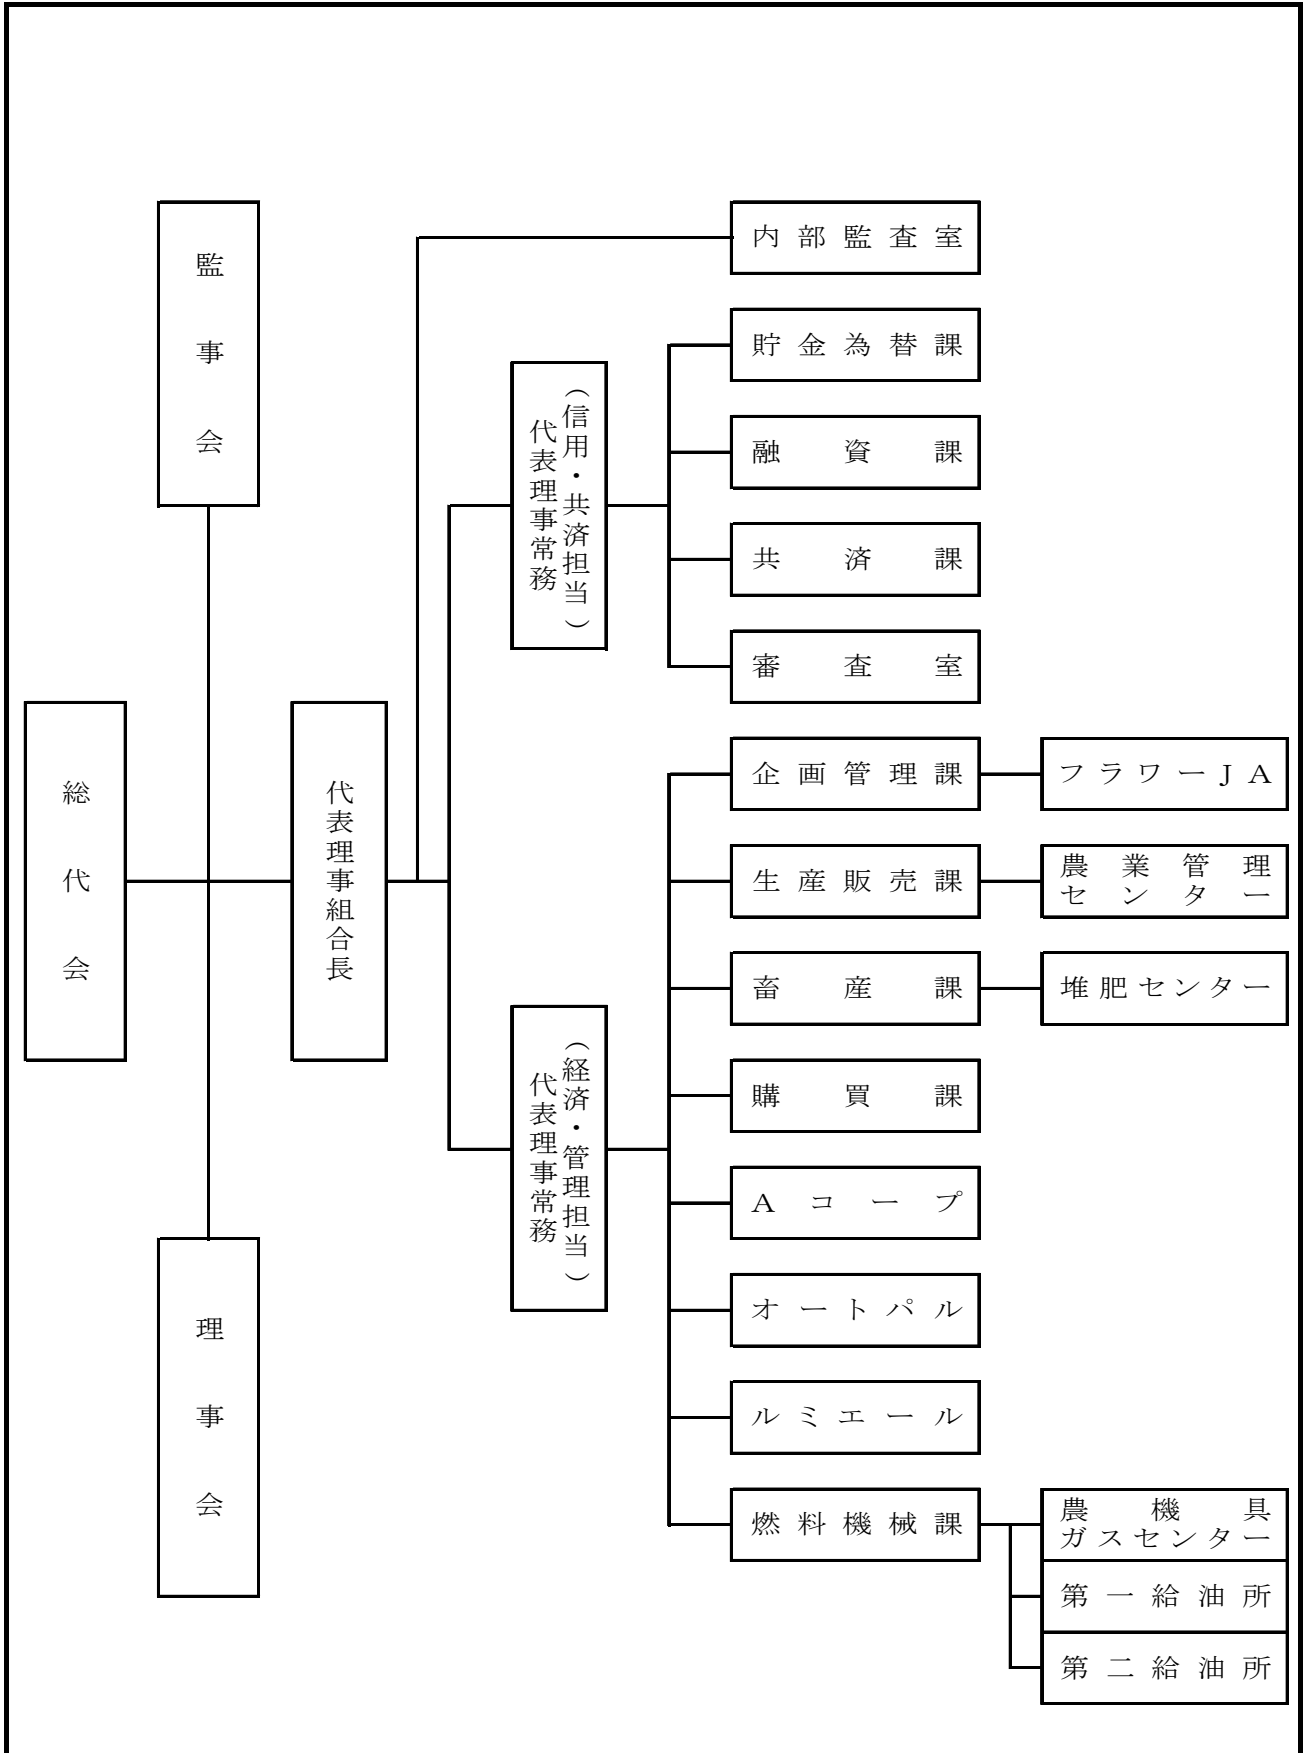 監事会
総代会
理事会
代表理事組合長
（信用・共済担当）
代表理事常務
（経済・管理担当）
代表理事常務
内部監査室
貯金為替課
融資課
共済課
審査室
企画管理課
フラワーJA
生産販売課
農業管理
センター
畜産課
堆肥センター
購買課
Aコープ
オートパル
ルミエール
燃料機械課
農機具
ガスセンター
第一給油所
第二給油所